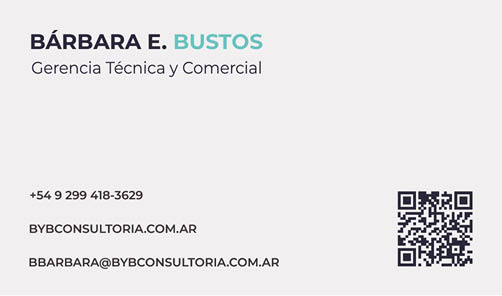 BÁRBARA E. BUSTOS
Gerencia Técnica y Comercial
+54 9 299 418-3629
BYBCONSULTORIA.COM.AR
BBARBARA@BYBCONSULTORIA.COM.AR